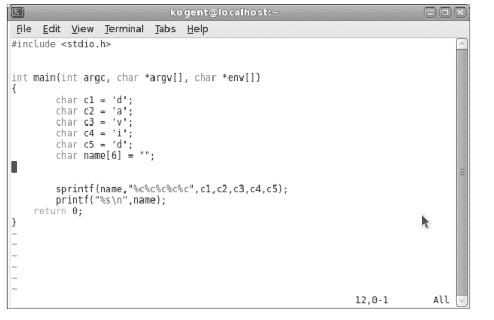 kogent@localhost:~
File Edit View Terminal Tabs Help
#include <stdio.h>
int main(int argc, char *argv[], char *env[])
{
char c1 = 'd';
char c2 = 'a';
char c3 = 'v';
char c4 = 'i';
char c5 = 'd';
char name[6] = "";
sprintf(name,"%c%c%c%c%c",c1,c2,c3,c4,c5);
printf("%s\n",name);
return 0;
}
~
~
~
~
~
~
12,0-1 All